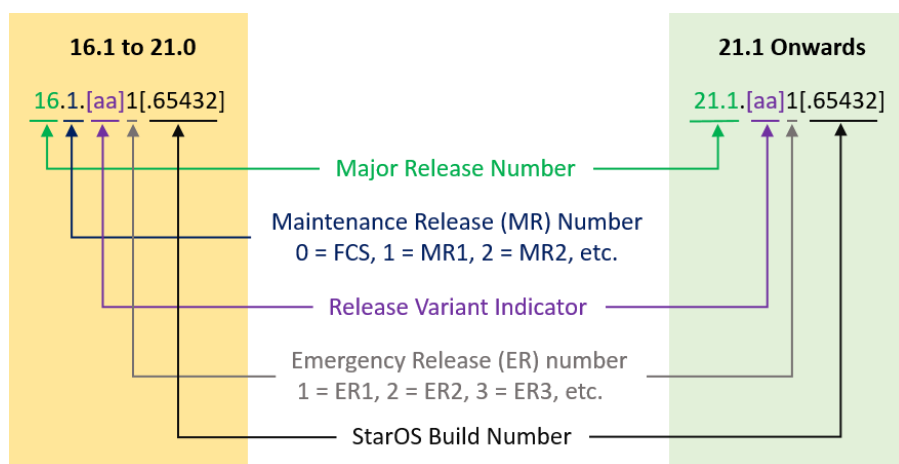 16.1 to 21.0
21.1 Onwards
16.1.[aa]1[.65432]
21.1.[aa]1[.65432]
Major Release Number
Maintenance Release (MR) Number
0 = FCS, 1 = MR1, 2 = MR2, etc.
Release Variant Indicator
Emergency Release (ER) number
1 = ER1, 2 = ER2, 3 = ER3, etc.
StarOS Build Number